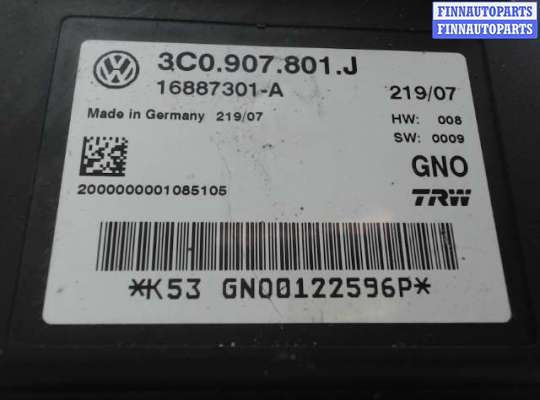 FINNAUTOPARTS
FINNAUTOPARTS
3C0.907.801.J
16887301-A
219/07
Made in Germany 219/07
HW: 008
SW: 0009
GNO
2000000001085105
TRW
*K53 GNO0122596P*